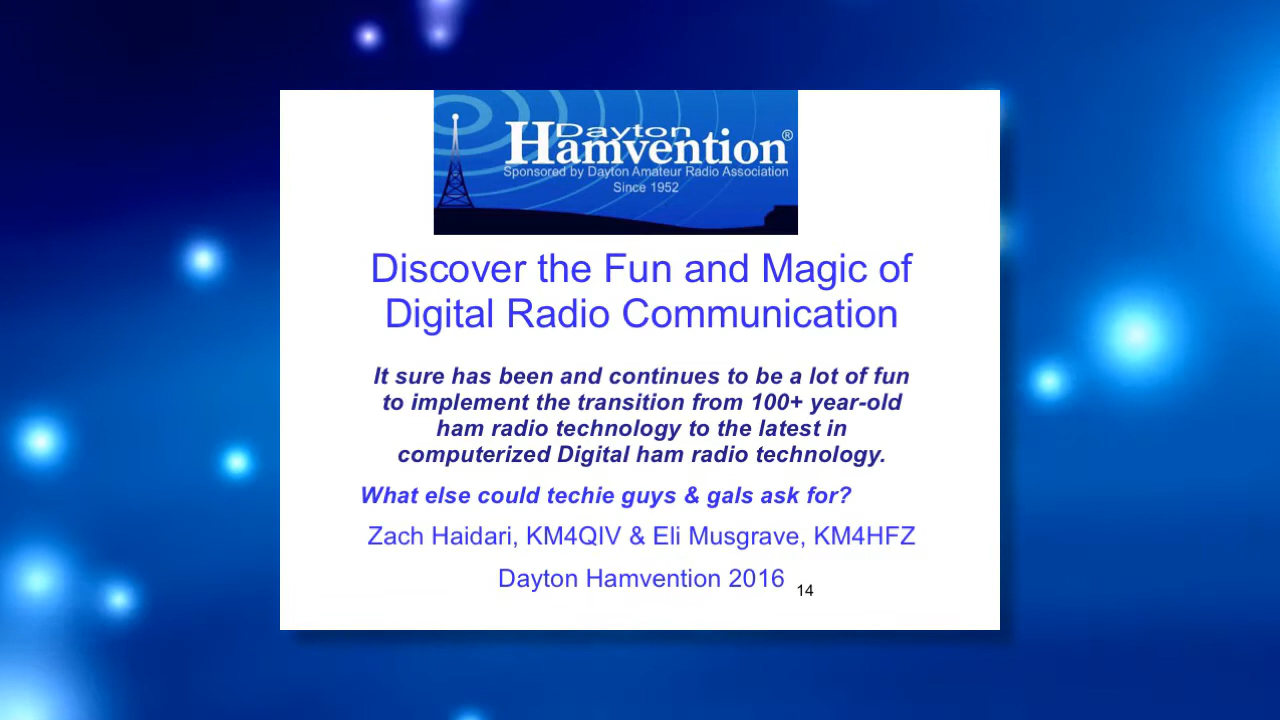 Dayton
Hamvention®
Sponsored by Dayton Amateur Radio Association
Since 1952
Discover the Fun and Magic of
Digital Radio Communication
It sure has been and continues to be a lot of fun
to implement the transition from 100+ year-old
ham radio technology to the latest in
computerized Digital ham radio technology.
What else could techie guys & gals ask for?
Zach Haidari, KM4QIV & Eli Musgrave, KM4HFZ
Dayton Hamvention 2016
14